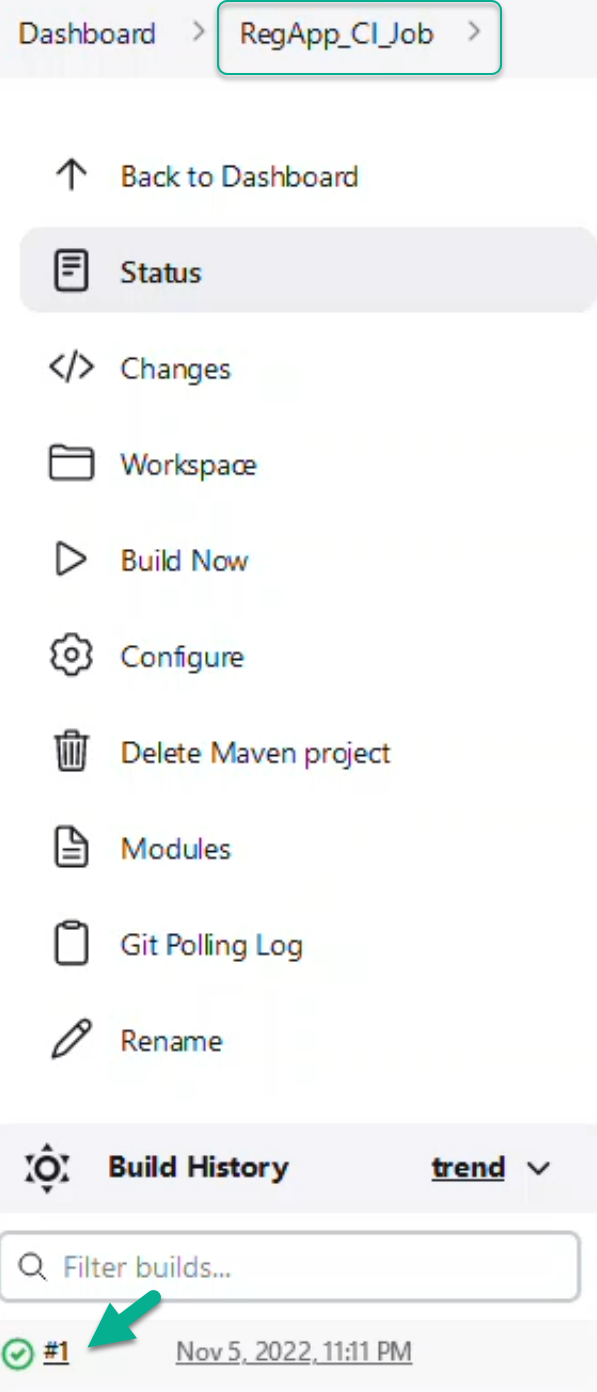 Dashboard > RegApp_CI_Job >
Back to Dashboard
Status
Changes
Workspace
Build Now
Configure
Delete Maven project
Modules
Git Polling Log
Rename
Build History trend
Filter builds...
#1 Nov 5, 2022, 11:11 PM